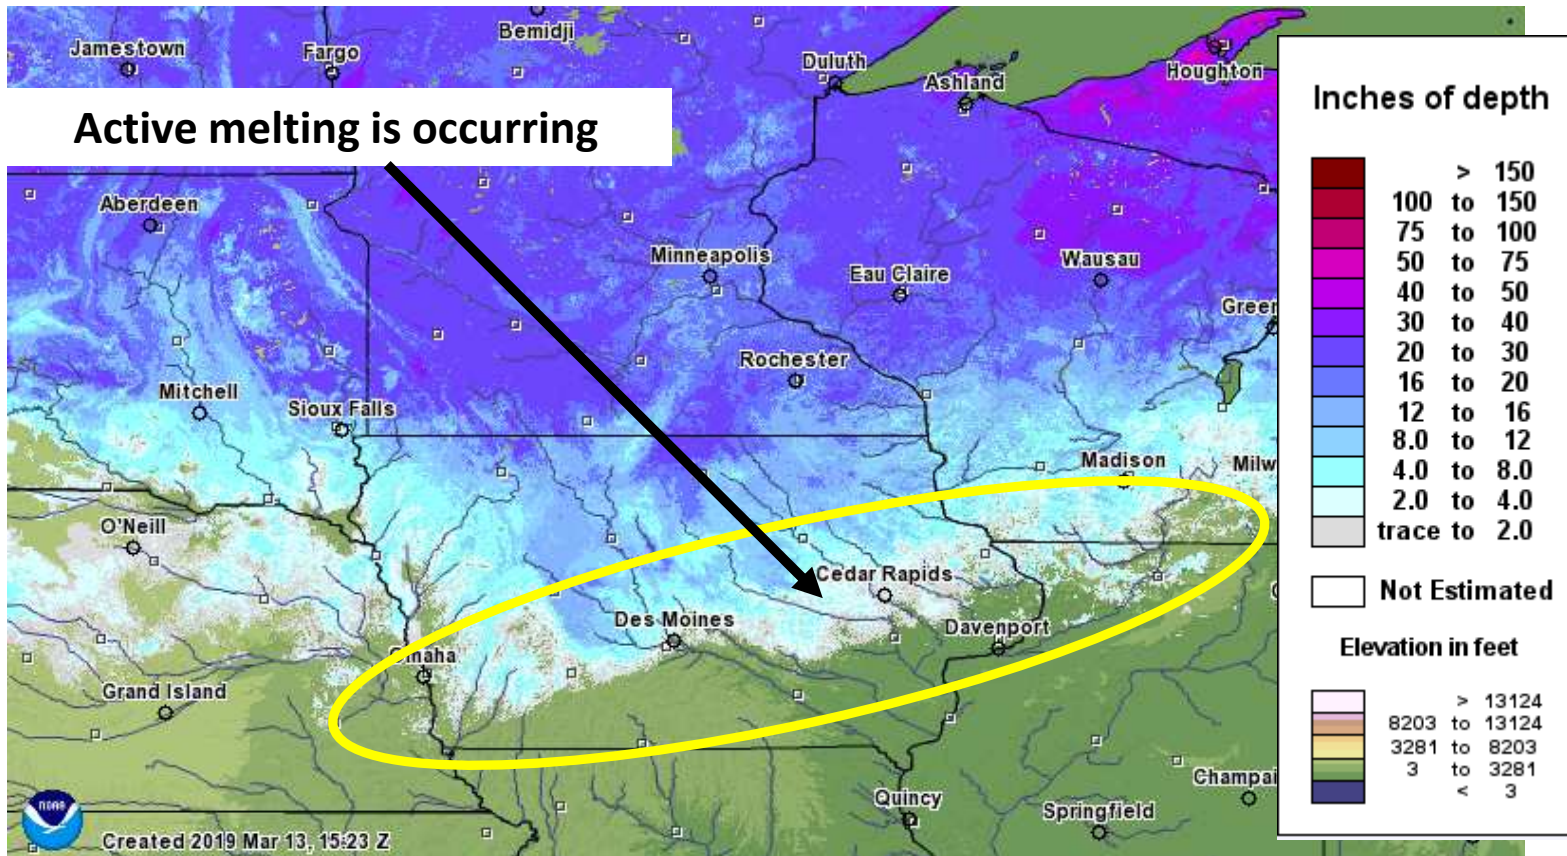 Bemidji
Jamestown
Fargo
Duluth
Ashland
Houghton
Active melting is occurring
Aberdeen
Minneapolis
Eau Claire
Wausau
Green
Rochester
Mitchell
Sioux Falls
Madison
Milw
O'Neill
Cedar Rapids
Des Moines
Davenport
Omaha
Grand Island
Champai
Quincy
Springfield
NOAA
Created 2019 Mar 13, 15:23 Z
Inches of depth
> 150
100 to 150
75 to 100
50 to 75
40 to 50
30 to 40
20 to 30
16 to 20
12 to 16
8.0 to 12
4.0 to 8.0
2.0 to 4.0
trace to 2.0
Not Estimated
Elevation in feet
> 13124
8203 to 13124
3281 to 8203
3 to 3281
< 3